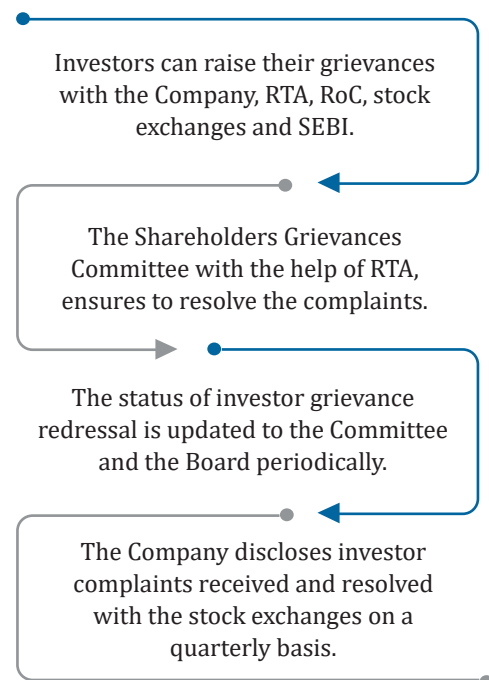 Investors can raise their grievances
with the Company, RTA, RoC, stock
exchanges and SEBI.
The Shareholders Grievances
Committee with the help of RTA,
ensures to resolve the complaints.
The status of investor grievance
redressal is updated to the Committee
and the Board periodically.
The Company discloses investor
complaints received and resolved
with the stock exchanges on a
quarterly basis.